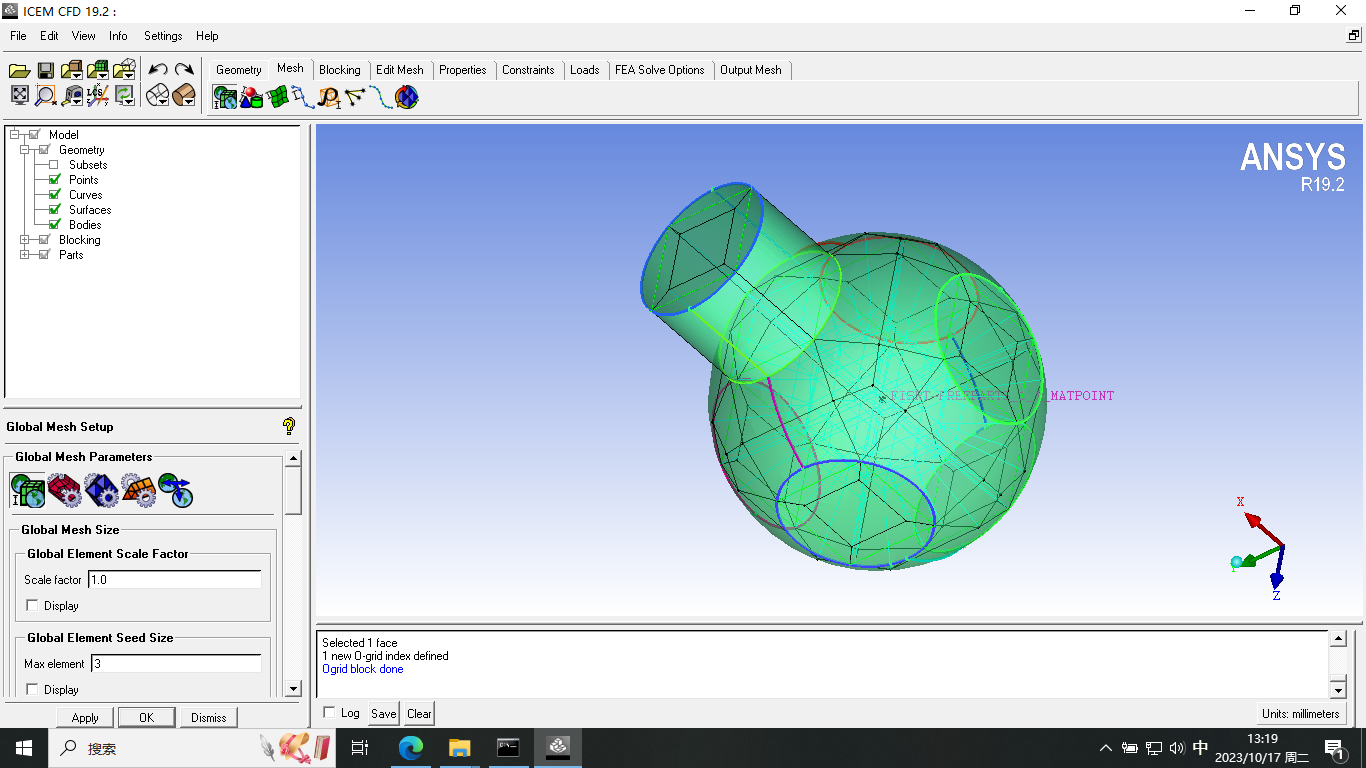 ICEM CFD 19.2 :
File Edit View Info Settings Help
Geometry Mesh Blocking Edit Mesh Properties Constraints Loads FEA Solve Options Output Mesh
Model
Geometry
Subsets
Points
Curves
Surfaces
Bodies
Blocking
Parts
ANSYS
R19.2
MATPOINT
X
Z
Global Mesh Setup
Global Mesh Parameters
Global Mesh Size
Global Element Scale Factor
Scale factor 1.0
Display
Global Element Seed Size
Max element 3
Display
Apply OK Dismiss
Selected 1 face
1 new O-grid index defined
Ogrid block done
Log Save Clear
Units: millimeters
搜索
中
13:19
2023/10/17 周二
1